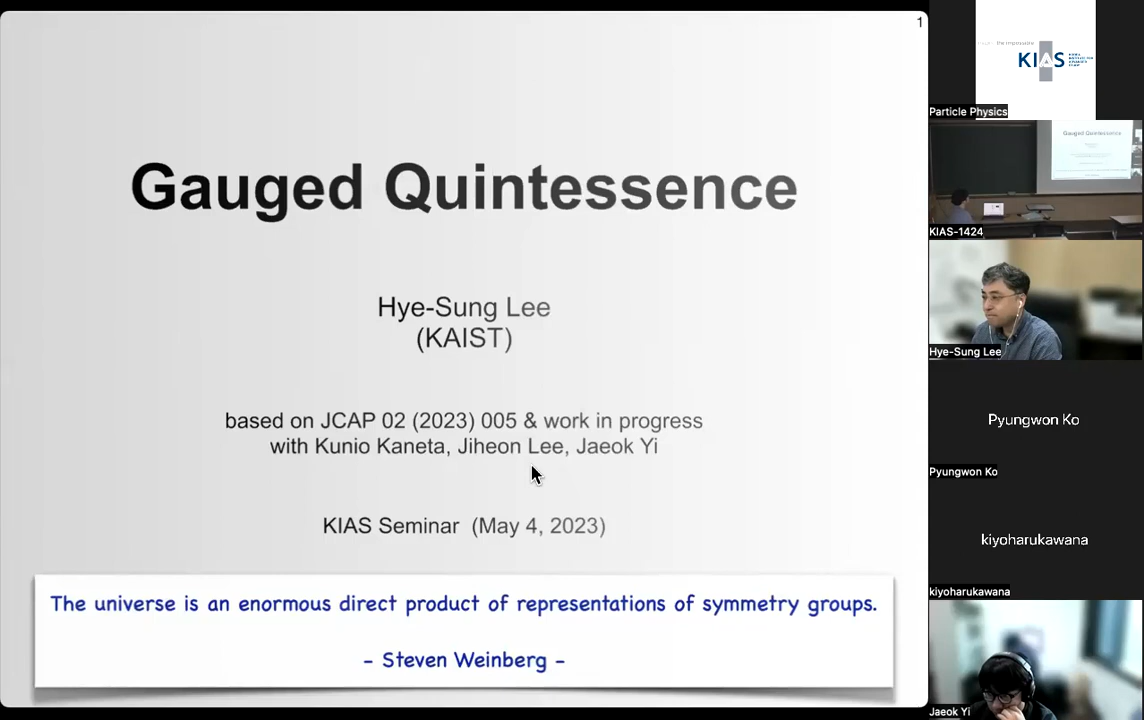 1
Gauged Quintessence
Hye-Sung Lee
(KAIST)
based on JCAP 02 (2023) 005 & work in progress
with Kunio Kaneta, Jiheon Lee, Jaeok Yi
KIAS Seminar (May 4, 2023)
The universe is an enormous direct product of representations of symmetry groups.
- Steven Weinberg -
KIAS
Particle Physics
Gauged Quintessence
KIAS-1424
Hye-Sung Lee
Pyungwon Ko
Pyungwon Ko
kiyoharukawana
kiyoharukawana
Jaeok Yi